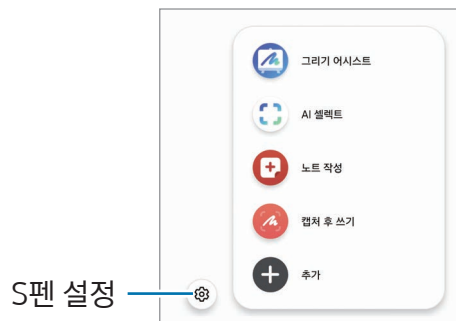 그리기 어시스트
AI 셀렉트
노트 작성
캡처 후 쓰기
추가
S펜 설정